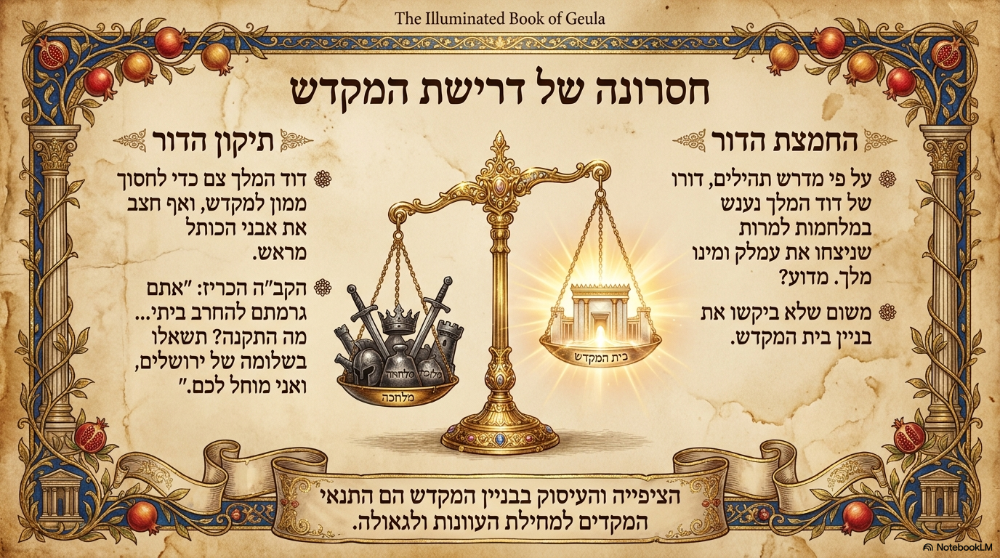 The Illuminated Book of Geula
חסרונה של דרישת המקדש
החמצת הדור
על פי מדרש תהילים, דורו
של דוד המלך נענש
במלחמות למרות
שניצחו את עמלק ומינו
מלך. מדוע?
משום שלא ביקשו את
בניין בית המקדש.
תיקון הדור
דוד המלך צם כדי לחסוך
ממון למקדש, ואף חצב
את אבני הכותל
מראש.
הקב"ה הכריז: "אתם
גרמתם להחרב ביתי...
מה התקנה? תשאלו
בשלומה של ירושלים,
ואני מוחל לכם."
בית המקדש
מלחכה
הציפייה והעיסוק בבניין המקדש הם התנאי
המקדים למחילת העוונות ולגאולה.
NotebookLM